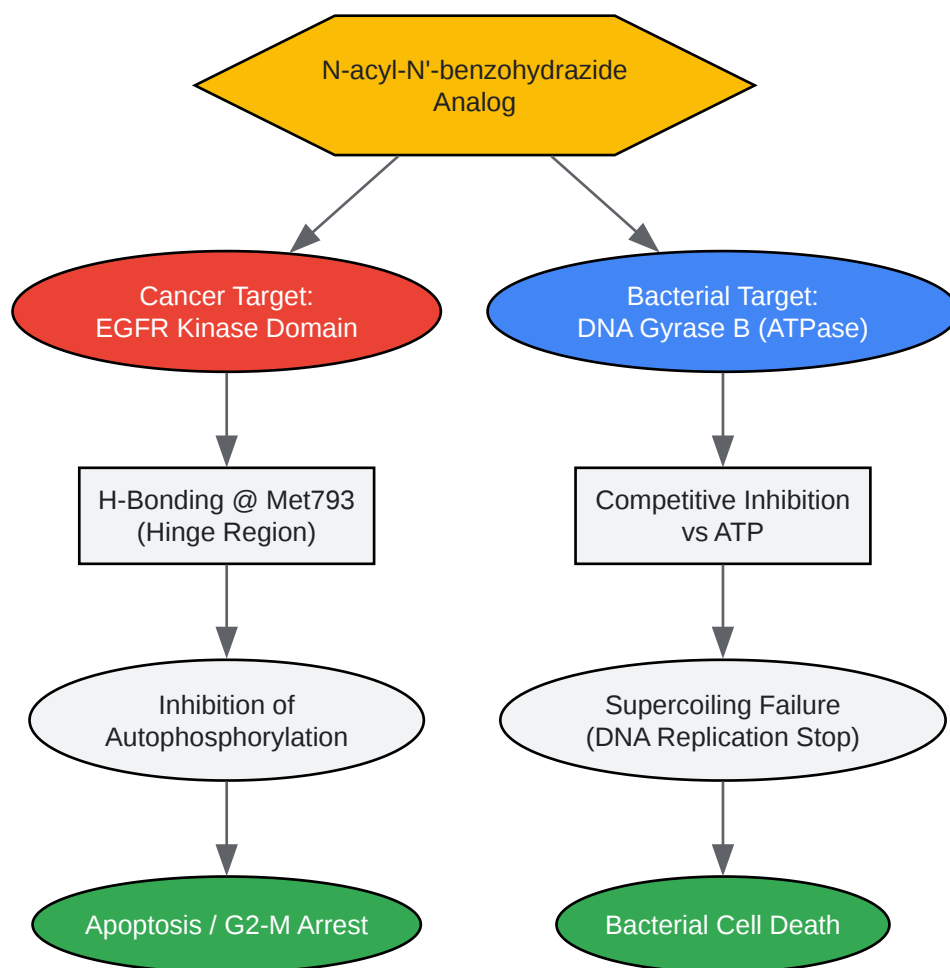 N-acyl-N'-benzohydrazide
Analog
Cancer Target:
EGFR Kinase Domain
Bacterial Target:
DNA Gyrase B (ATPase)
H-Bonding @ Met793
(Hinge Region)
Competitive Inhibition
vs ATP
Inhibition of
Autophosphorylation
Supercoiling Failure
(DNA Replication Stop)
Apoptosis / G2-M Arrest
Bacterial Cell Death